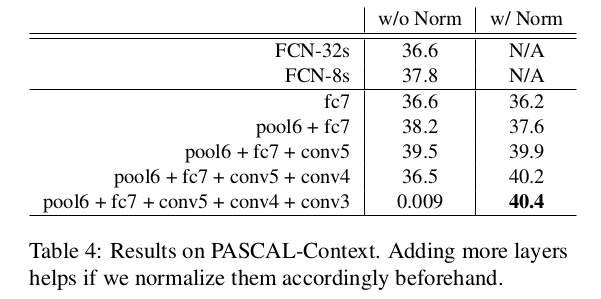 w/o Norm w/ Norm
FCN-32s 36.6 N/A
FCN-8s 37.8 N/A
fc7 36.6 36.2
pool6 + fc7 38.2 37.6
pool6 + fc7 + conv5 39.5 39.9
pool6 + fc7 + conv5 + conv4 36.5 40.2
pool6 + fc7 + conv5 + conv4 + conv3 0.009 40.4
Table 4: Results on PASCAL-Context. Adding more layers
helps if we normalize them accordingly beforehand.